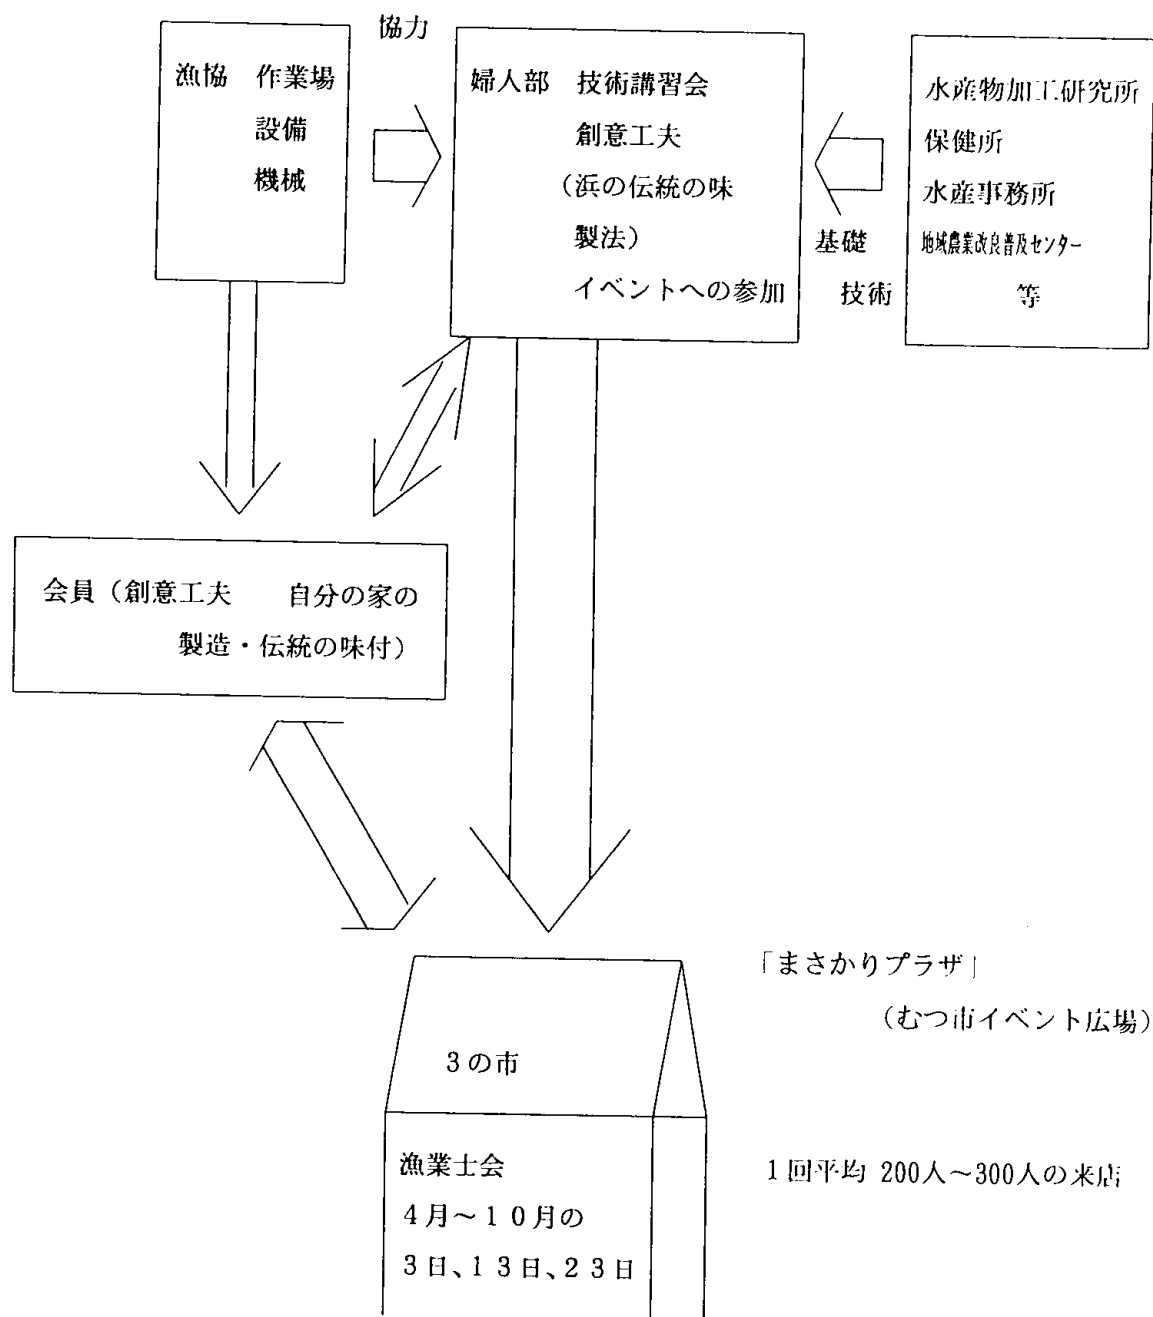 協力
漁協 作業場
設備
機械
婦人部 技術講習会
創意工夫
(浜の伝統の味
製法)
イベントへの参加
水産物加工研究所
保健所
水産事務所
地域農業改良普及センター
等
基礎
技術
会員(創意工夫 自分の家の
製造・伝統の味付)
「まさかりプラザ」
(むつ市イベント広場)
3の市
漁業士会
4月~10月の
3日、13日、23日
1回平均 200人~300人の来店